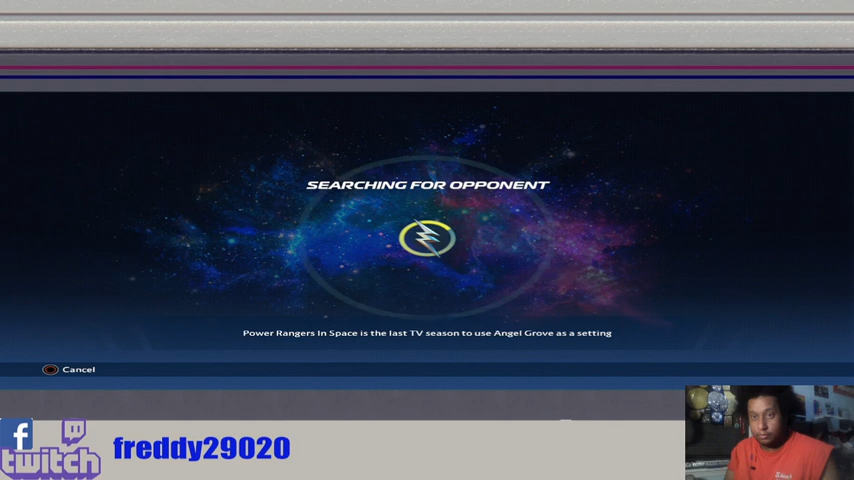 SEARCHING FOR OPPONENT
Power Rangers In Space is the last TV season to use Angel Grove as a setting
Cancel
f
twitch
freddy29020